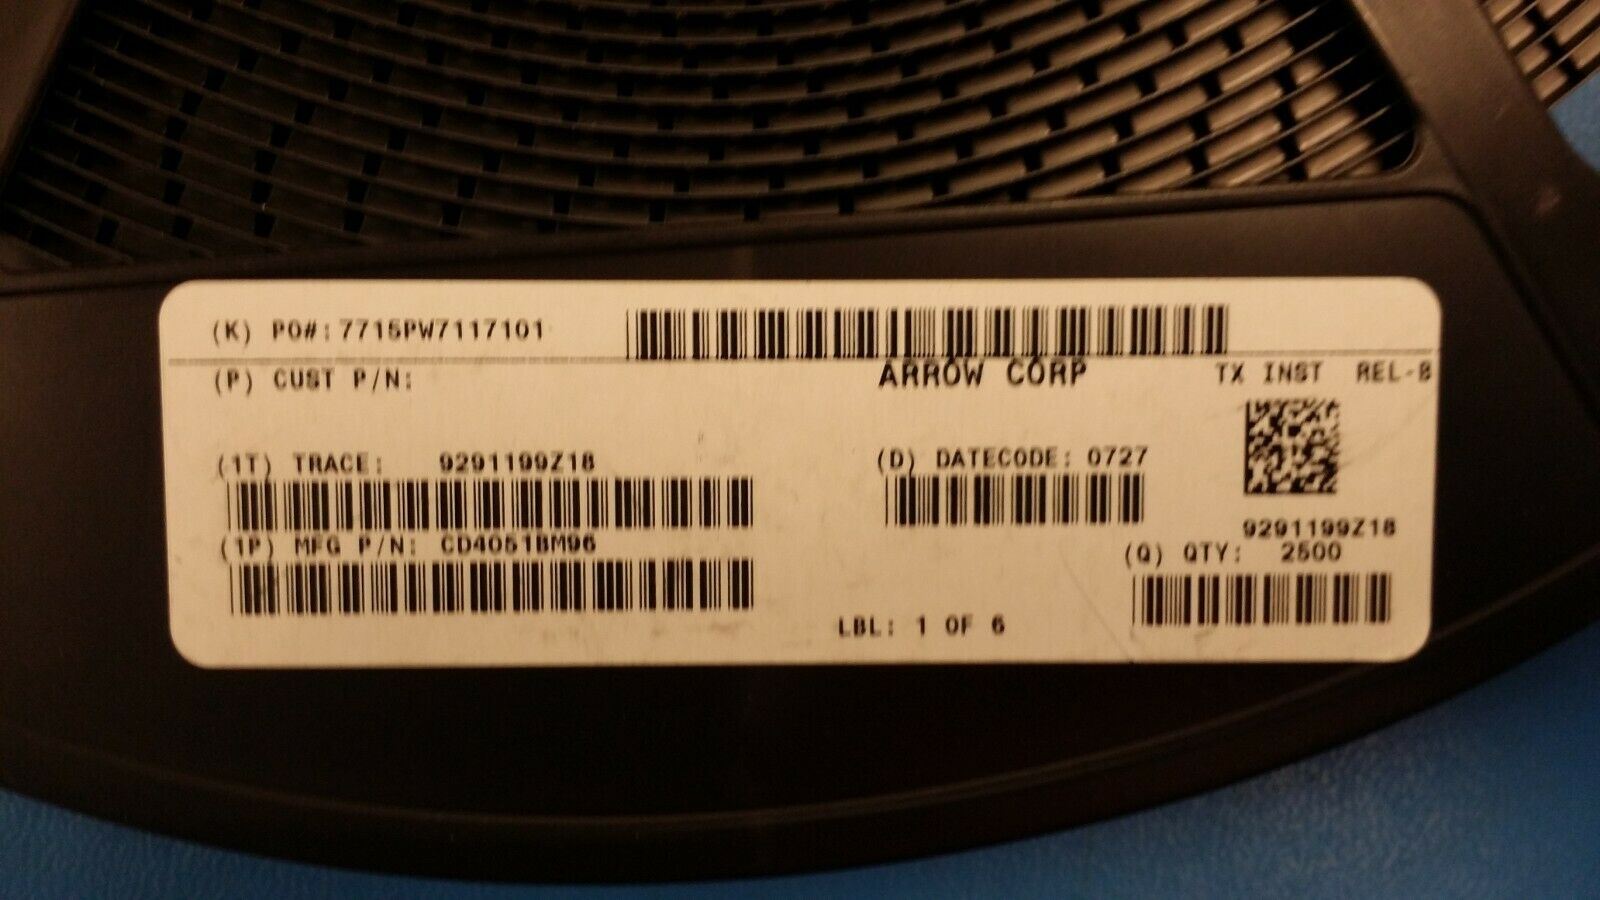 (K) PO#: 7715PW7117101
(P) CUST P/N:
ARROW CORP
TX INST REL-B
(1T) TRACE: 9291199Z18
(D) DATECODE: 0727
9291199Z18
(1P) MFG P/N: CD4051BM96
(Q) QTY: 2500
LBL: 1 OF 6